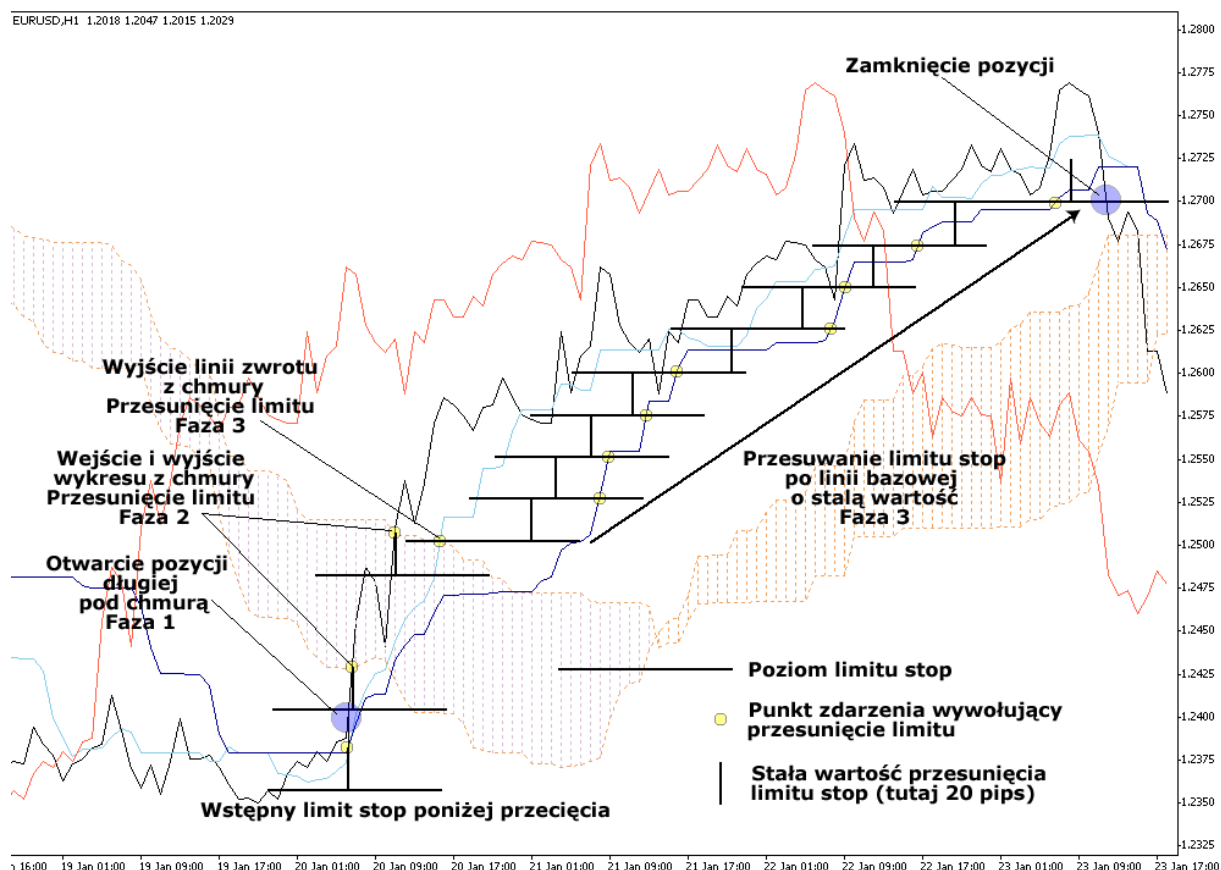 EURUSD,H1 1.2018 1.2047 1.2015 1.2029
Zamknięcie pozycji
Wyjście linii zwrotu
z chmury
Przesunięcie limitu
Faza 3
Wejście i wyjście
wykresu z chmury
Przesunięcie limitu
Faza 2
Otwarcie pozycji
długiej
pod chmurą
Faza 1
Przesuwanie limitu stop
po linii bazowej
o stałą wartość
Faza 3
Poziom limitu stop
Punkt zdarzenia wywołujący
przesunięcie limitu
Stała wartość przesunięcia
limitu stop (tutaj 20 pips)
Wstępny limit stop poniżej przecięcia
1.2800
1.2775
1.2750
1.2725
1.2700
1.2675
1.2650
1.2625
1.2600
1.2575
1.2550
1.2525
1.2500
1.2475
1.2450
1.2425
1.2400
1.2375
1.2350
1.2325
16:00 19 Jan 01:00 19 Jan 09:00 19 Jan 17:00 20 Jan 01:00 20 Jan 09:00 20 Jan 17:00 21 Jan 01:00 21 Jan 09:00 21 Jan 17:00 22 Jan 01:00 22 Jan 09:00 22 Jan 17:00 23 Jan 01:00 23 Jan 09:00 23 Jan 17:00